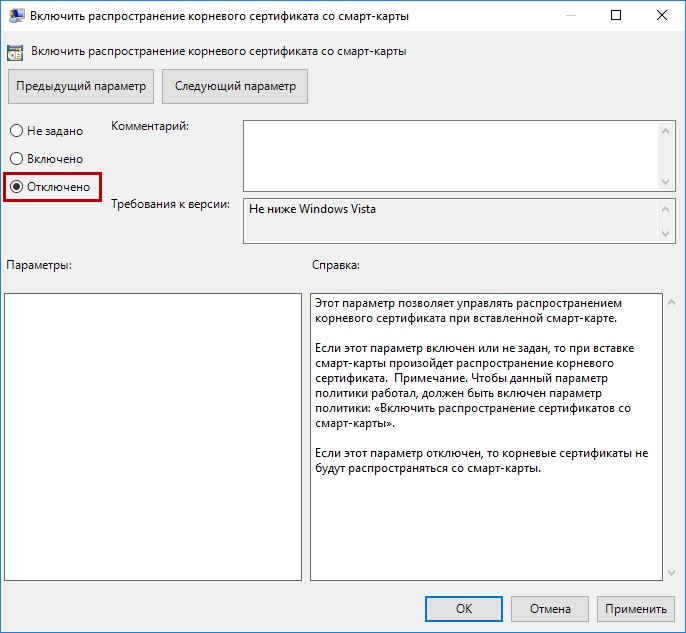 Включить распространение корневого сертификата со смарт-карты
Включить распространение корневого сертификата со смарт-карты
Предыдущий параметр
Следующий параметр
Не задано
Включено
Отключено
Комментарий:
Требования к версии:
Не ниже Windows Vista
Параметры:
Справка:
Этот параметр позволяет управлять распространением
корневого сертификата при вставленной смарт-карте.
Если этот параметр включен или не задан, то при вставке
смарт-карты произойдет распространение корневого
сертификата.  Примечание. Чтобы данный параметр
политики работал, должен быть включен параметр
политики: «Включить распространение сертификатов со
смарт-карты».
Если этот параметр отключен, то корневые сертификаты не
будут распространяться со смарт-карты.
ОК
Отмена
Применить